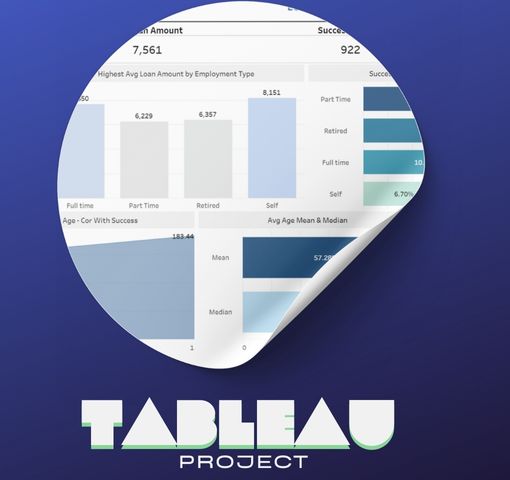 an Amount Succes
7,561 922
Highest Avg Loan Amount by Employment Type Succe
8,151
6,229
6,357
Part Time
Retired
Full time 10.
Self 6.70%
Full time Part Time Retired Self
Age - Cor With Success Avg Age Mean & Median
183.44
Mean 57.28
Median
1 0
TABLEAU
PROJECT